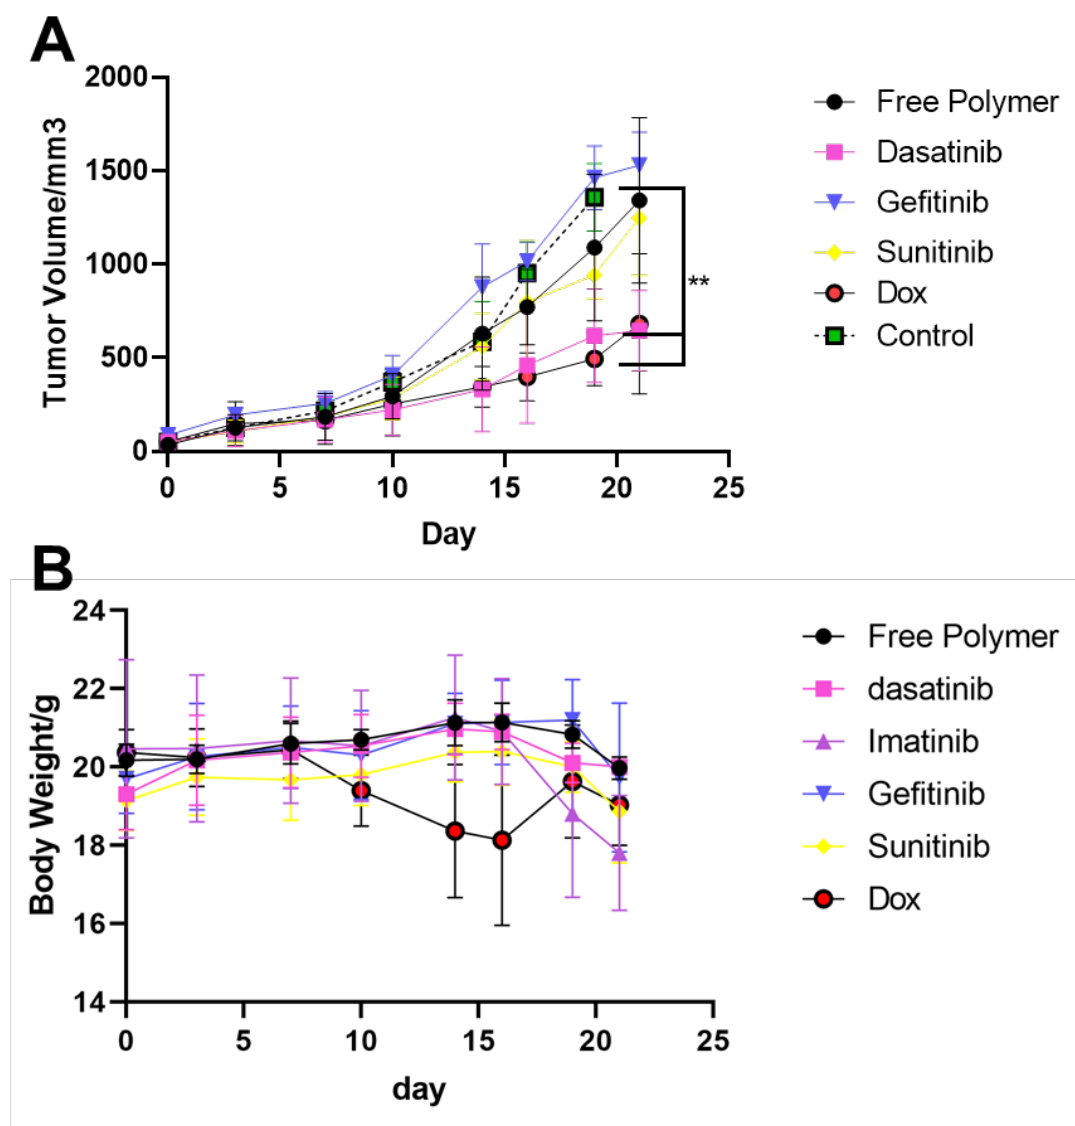 A
2000
1500
1000
500
0
Tumor Volume/mm3
0 5 10 15 20 25
Day
**
Free Polymer
Dasatinib
Gefitinib
Sunitinib
Dox
Control
B
24
22
20
18
16
14
Body Weight/g
0 5 10 15 20 25
day
Free Polymer
dasatinib
Imatinib
Gefitinib
Sunitinib
Dox